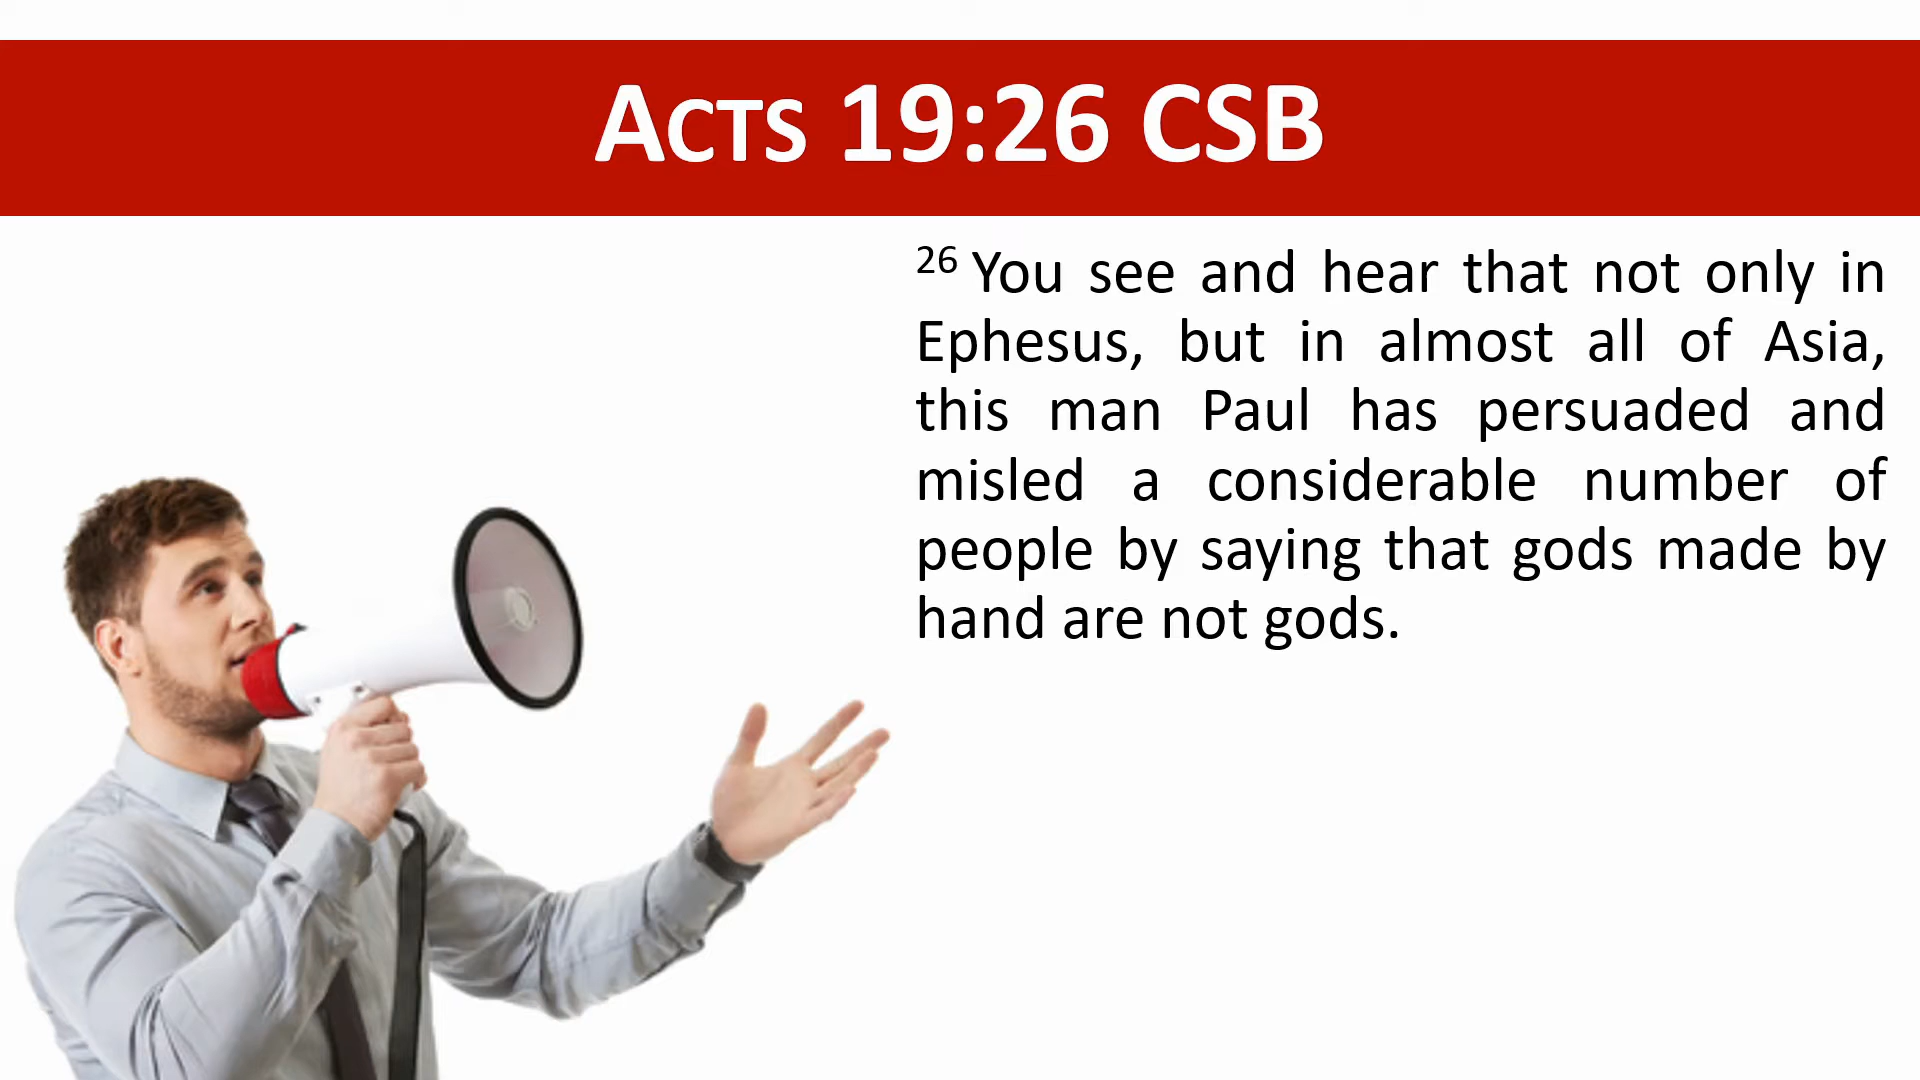 Acts 19:26 CSB
26 You see and hear that not only in
Ephesus, but in almost all of Asia,
this man Paul has persuaded and
misled a considerable number of
people by saying that gods made by
hand are not gods.